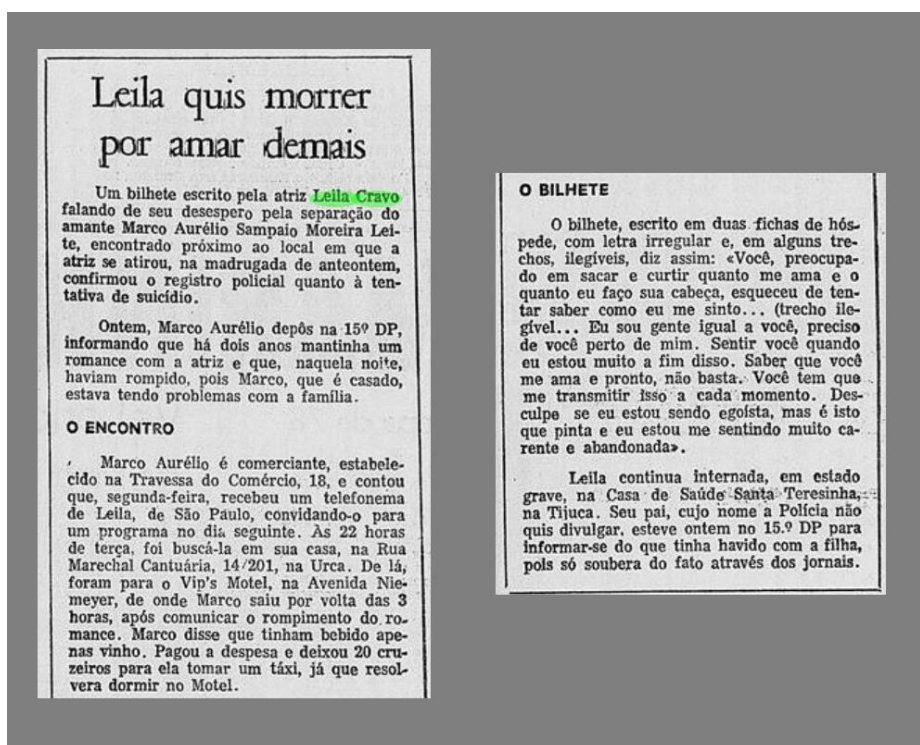 Leila quis morrer
por amar demais
Um bilhete escrito pela atriz Leila Cravo
falando de seu desespero pela separação do
amante Marco Aurélio Sampaio Moreira Lei-
te, encontrado próximo ao local em que a
atriz se atirou, na madrugada de anteontem,
confirmou o registro policial quanto à ten-
tativa de suicídio.
Ontem, Marco Aurélio depôs na 15º DP,
informando que há dois anos mantinha um
romance com a atriz e que, naquela noite,
haviam rompido, pois Marco, que é casado,
estava tendo problemas com a família.
O ENCONTRO
Marco Aurélio é comerciante, estabele-
cido na Travessa do Comércio, 18, e contou
que, segunda-feira, recebeu um telefonema
de Leila, de São Paulo, convidando-o para
um programa no dia seguinte. Às 22 horas
de terça, foi buscá-la em sua casa, na Rua
Marechal Cantuária, 14/201, na Urca. De lá,
foram para o Vip's Motel, na Avenida Nie-
meyer, de onde Marco saiu por volta das 3
horas, após comunicar o rompimento do ro-
mance. Marco disse que tinham bebido ape-
nas vinho. Pagou a despesa e deixou 20 cru-
zeiros para ela tomar um táxi, já que resol-
vera dormir no Motel.
O BILHETE
O bilhete, escrito em duas fichas de hós-
pede, com letra irregular e, em alguns tre-
chos, ilegíveis, diz assim: «Você, preocupa-
do em sacar e curtir quanto me ama e o
quanto eu faço sua cabeça, esqueceu de ten-
tar saber como eu me sinto... (trecho ile-
gível... Eu sou gente igual a você, preciso
de você perto de mim. Sentir você quando
eu estou muito a fim disso. Saber que você
me ama e pronto, não basta. Você tem que
me transmitir isso a cada momento. Des-
culpe se eu estou sendo egoísta, mas é isto
que pinta e eu estou me sentindo muito ca-
rente e abandonada».
Leila continua internada, em estado
grave, na Casa de Saúde Santa Teresinha,
na Tijuca. Seu pai, cujo nome a Polícia não
quis divulgar, esteve ontem no 15.º DP para
informar-se do que tinha havido com a filha,
pois só soubera do fato através dos jornais.